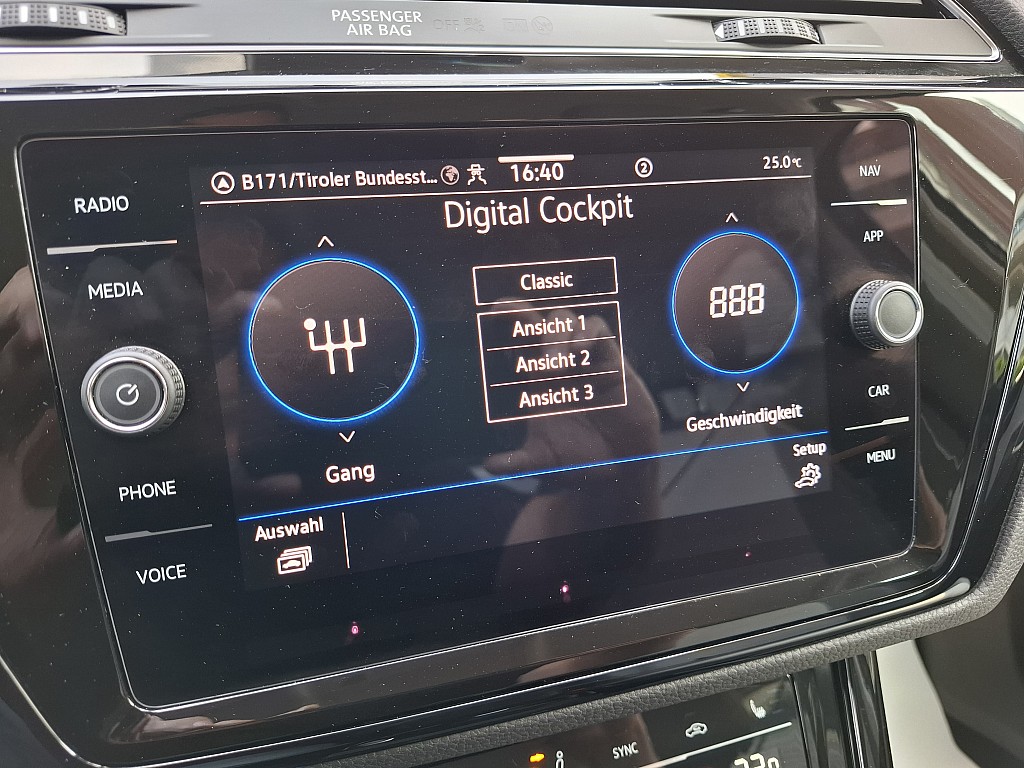 PASSENGER
AIR BAG
OFF
RADIO
MEDIA
PHONE
VOICE
B171/Tiroler Bundesst...
16:40
2
25.0°C
Digital Cockpit
Classic
Ansicht 1
Ansicht 2
Ansicht 3
888
Gang
Geschwindigkeit
Auswahl
Setup
NAV
APP
CAR
MENU
SYNC